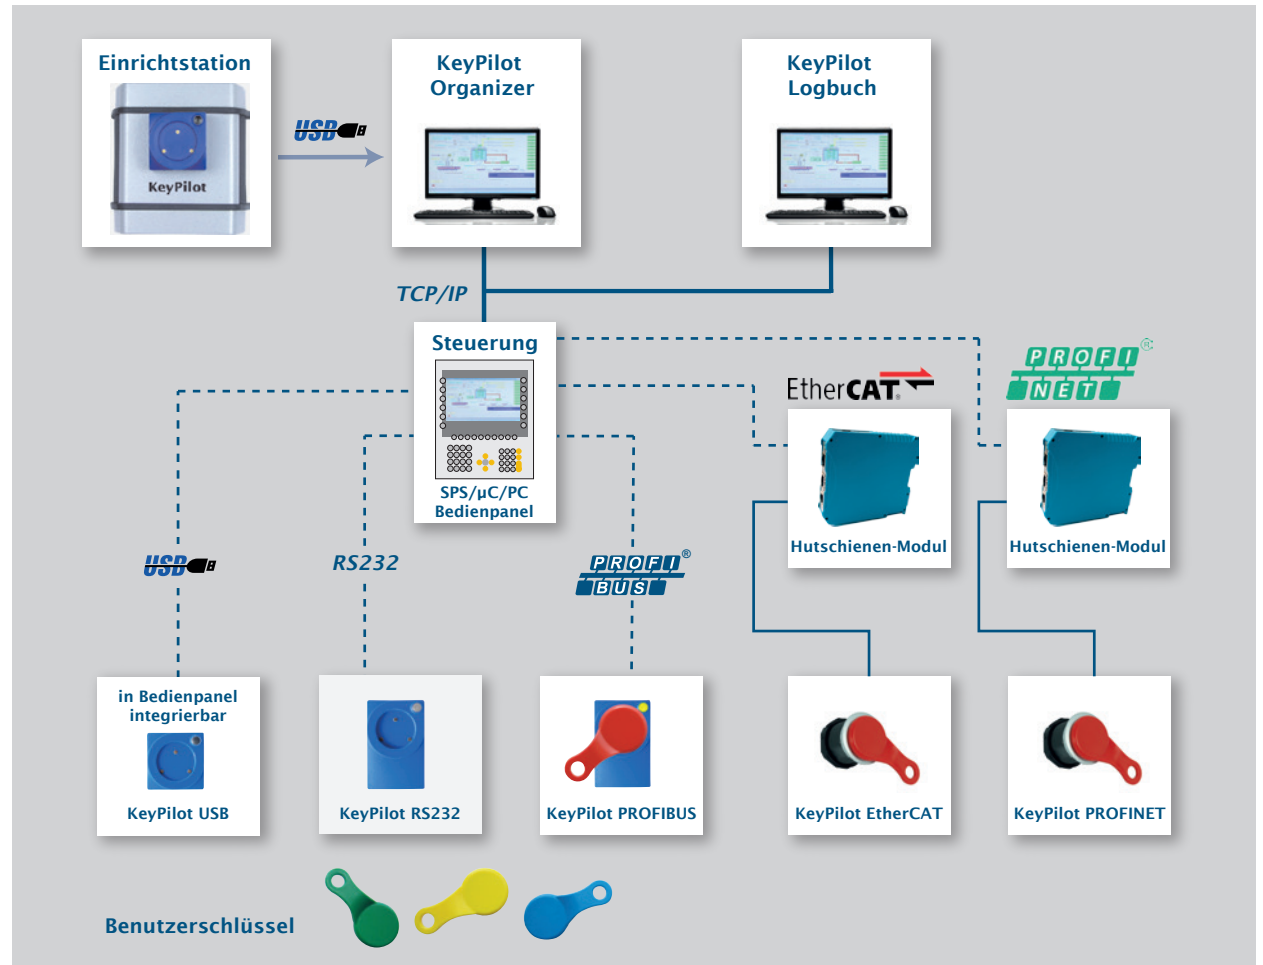 Einrichtstation
KeyPilot
USB
KeyPilot
Organizer
KeyPilot
Logbuch
TCP/IP
Steuerung
SPS/µC/PC
Bedienpanel
EtherCAT®
PROFI®
NET
Hutschienen-Modul
Hutschienen-Modul
USB
RS232
PROFI®
BUS
in Bedienpanel
integrierbar
KeyPilot USB
KeyPilot RS232
KeyPilot PROFIBUS
KeyPilot EtherCAT
KeyPilot PROFINET
Benutzerschlüssel